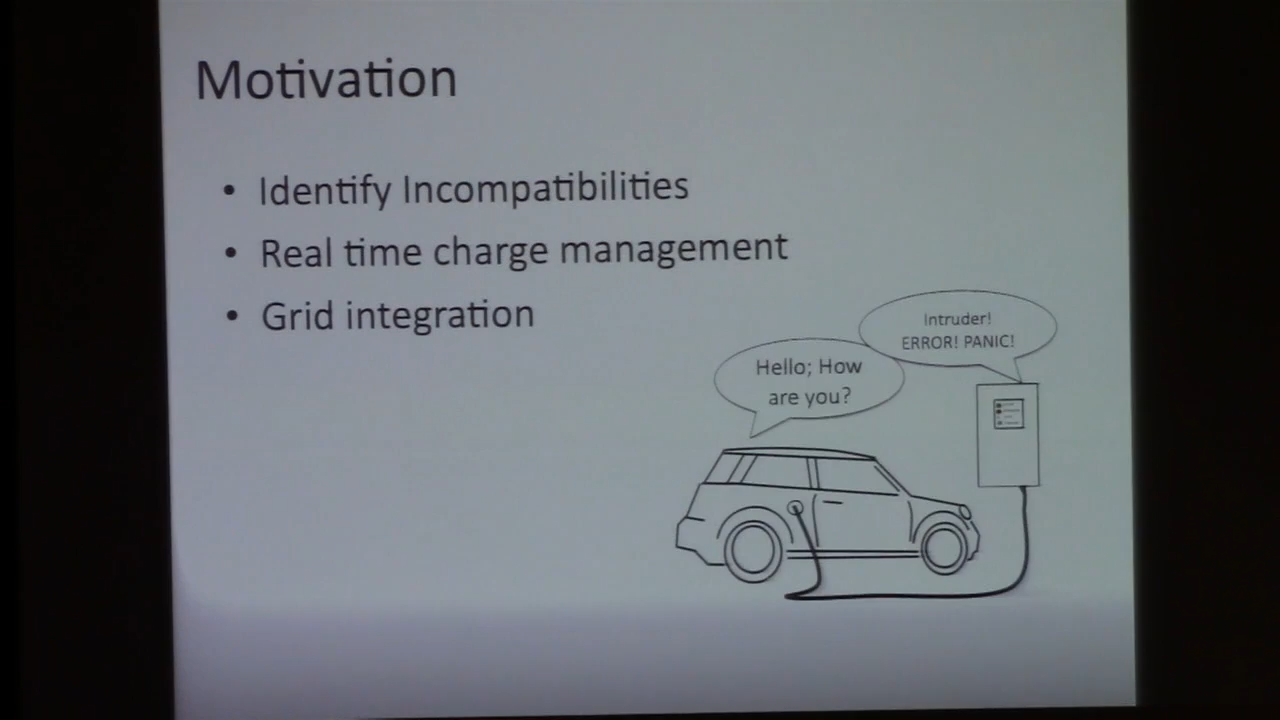 Motivation
• Identify Incompatibilities
• Real time charge management
• Grid integration
Intruder!
ERROR! PANIC!
Hello; How
are you?